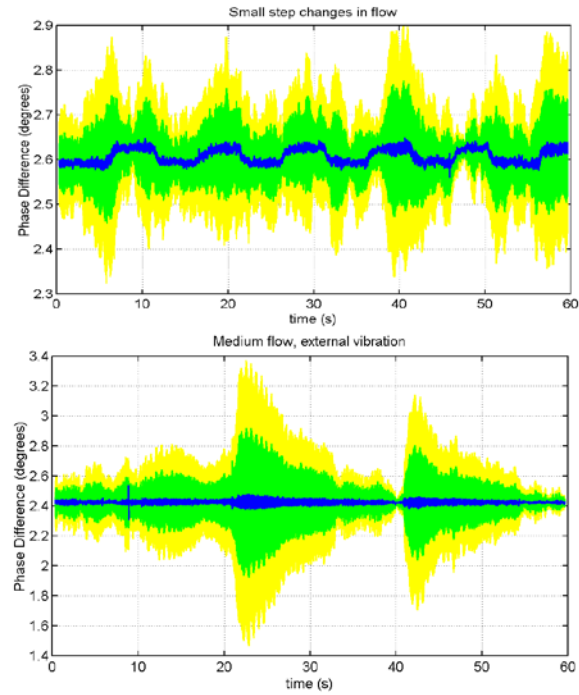 Small step changes in flow
2.9
2.8
2.7
2.6
2.5
2.4
2.3
Phase Difference (degrees)
0 10 20 30 40 50 60
time (s)
Medium flow, external vibration
3.4
3.2
3
2.8
2.6
2.4
2.2
2
1.8
1.6
1.4
Phase Difference (degrees)
0 10 20 30 40 50 60
time (s)